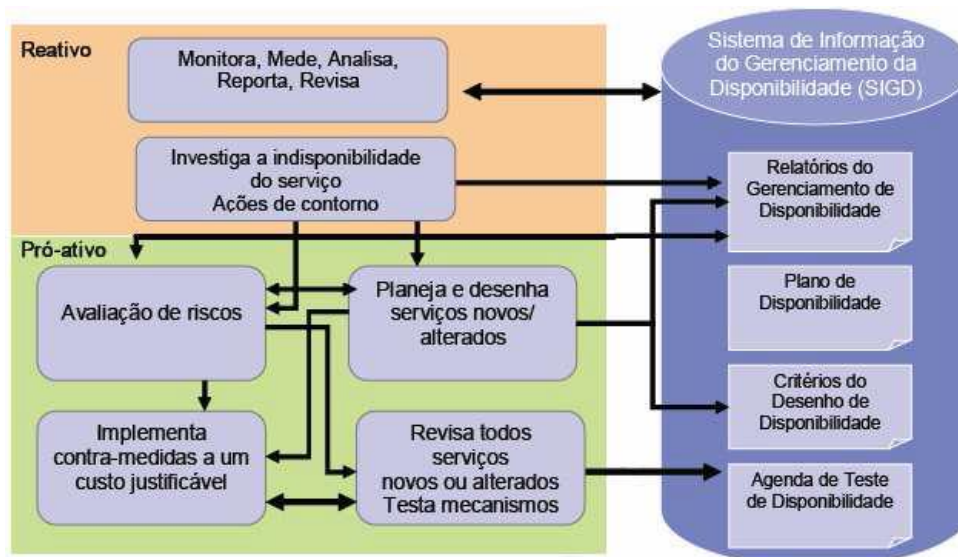 Reativo
Monitora, Mede, Analisa,
Reporta, Revisa
Investiga a indisponibilidade
do serviço
Ações de contorno
Pró-ativo
Avaliação de riscos
Planeja e desenha
serviços novos/
alterados
Implementa
contra-medidas a um
custo justificável
Revisa todos
serviços
novos ou alterados
Testa mecanismos
Sistema de Informação
do Gerenciamento da
Disponibilidade (SIGD)
Relatórios do
Gerenciamento de
Disponibilidade
Plano de
Disponibilidade
Critérios do
Desenho de
Disponibilidade
Agenda de Teste
de Disponibilidade